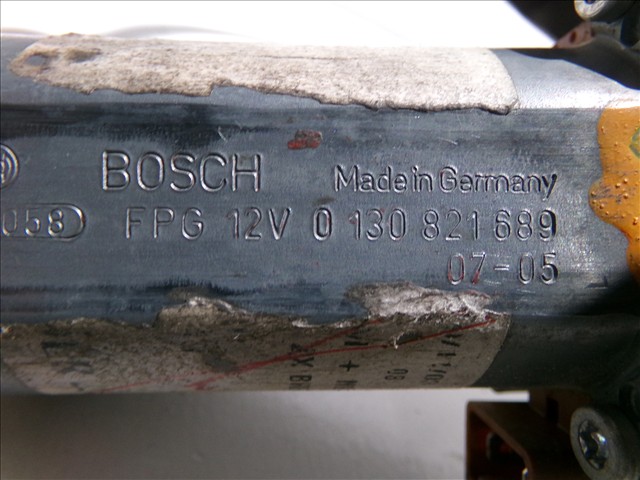 BOSCH Made in Germany
058 FPG 12V 0 130 821 689
07-05